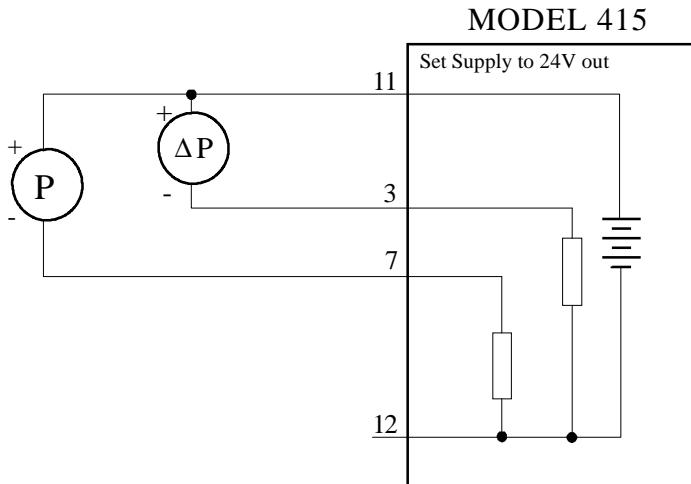 MODEL 415
Set Supply to 24V out
11
+
ΔP
-
+
P
-
3
7
12